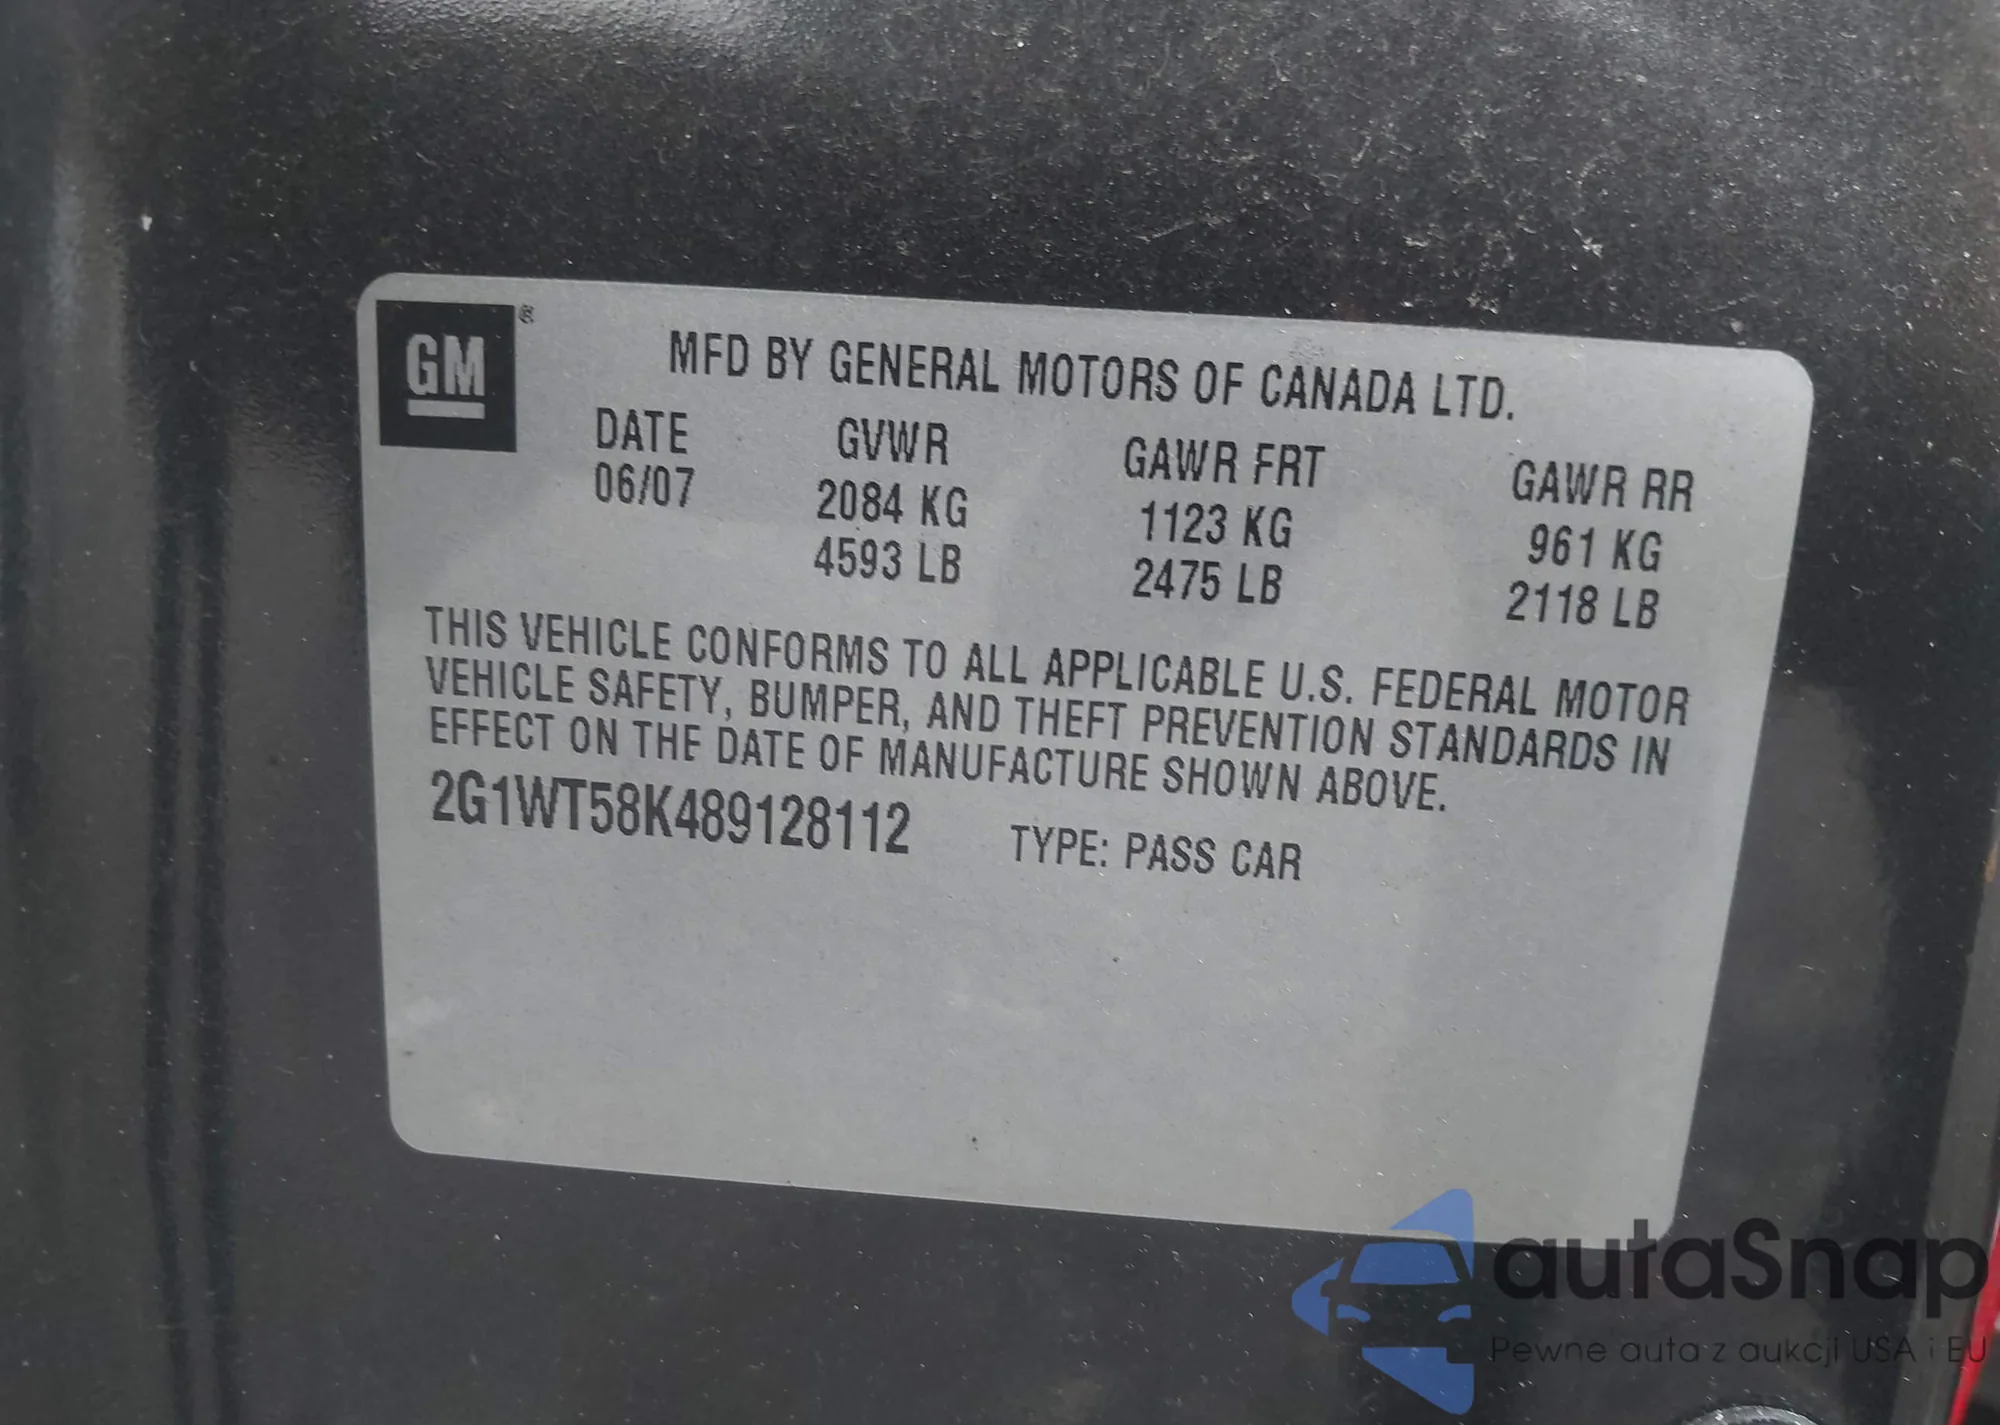 GM ®
MFD BY GENERAL MOTORS OF CANADA LTD.
DATE GVWR GAWR FRT GAWR RR
06/07 2084 KG 1123 KG 961 KG
4593 LB 2475 LB 2118 LB
THIS VEHICLE CONFORMS TO ALL APPLICABLE U.S. FEDERAL MOTOR
VEHICLE SAFETY, BUMPER, AND THEFT PREVENTION STANDARDS IN
EFFECT ON THE DATE OF MANUFACTURE SHOWN ABOVE.
2G1WT58K489128112 TYPE: PASS CAR
autaSnap
Pewne auta z aukcji USA i EU